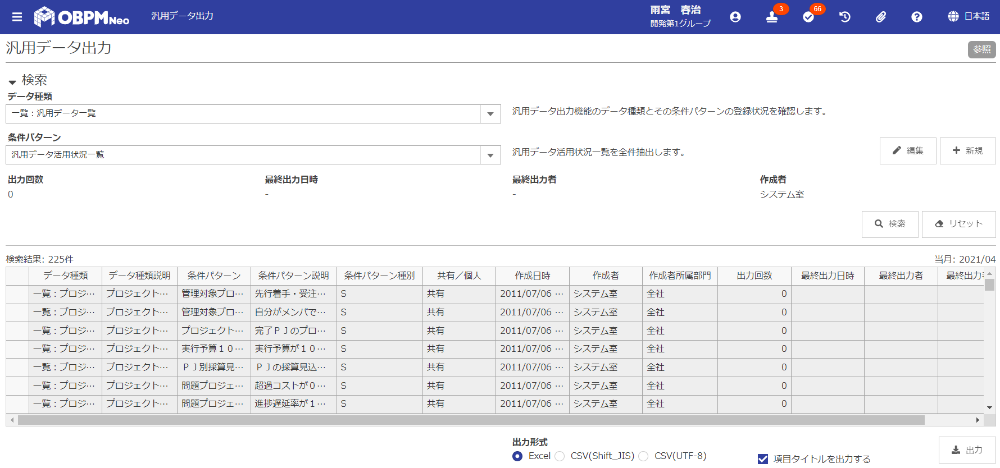 OBPM Neo 汎用データ出力 雨宮 春治 開発第1グループ 3 66 日本語
汎用データ出力 参照
検索
データ種類
一覧：汎用データ一覧 汎用データ出力機能のデータ種類とその条件パターンの登録状況を確認します。
条件パターン
汎用データ活用状況一覧 汎用データ活用状況一覧を全件抽出します。 編集 新規
出力回数 最終出力日時 最終出力者 作成者
0 - - システム室
検索 リセット
検索結果: 225件 当月: 2021/04
データ種類 データ種類説明 条件パターン 条件パターン説明 条件パターン種別 共有／個人 作成日時 作成者 作成者所属部門 出力回数 最終出力日時 最終出力者 最終出力
一覧：プロジ… プロジェクト… 管理対象プロ… 先行着手・受注… S 共有 2011/07/06 … システム室 全社 0
一覧：プロジ… プロジェクト… 管理対象プロ… 自分がメンバで… S 共有 2011/07/06 … システム室 全社 0
一覧：プロジ… プロジェクト… プロジェクト… 完了ＰＪのプロ… S 共有 2011/07/06 … システム室 全社 0
一覧：プロジ… プロジェクト… 実行予算１０… 実行予算が１０… S 共有 2011/07/06 … システム室 全社 0
一覧：プロジ… プロジェクト… ＰＪ別採算見… ＰＪの採算見込… S 共有 2011/07/06 … システム室 全社 0
一覧：プロジ… プロジェクト… 問題プロジェ… 超過コストが０… S 共有 2011/07/06 … システム室 全社 0
一覧：プロジ… プロジェクト… 問題プロジェ… 進捗遅延率が１… S 共有 2011/07/06 … システム室 全社 0
出力形式
Excel CSV(Shift_JIS) CSV(UTF-8) 項目タイトルを出力する 出力